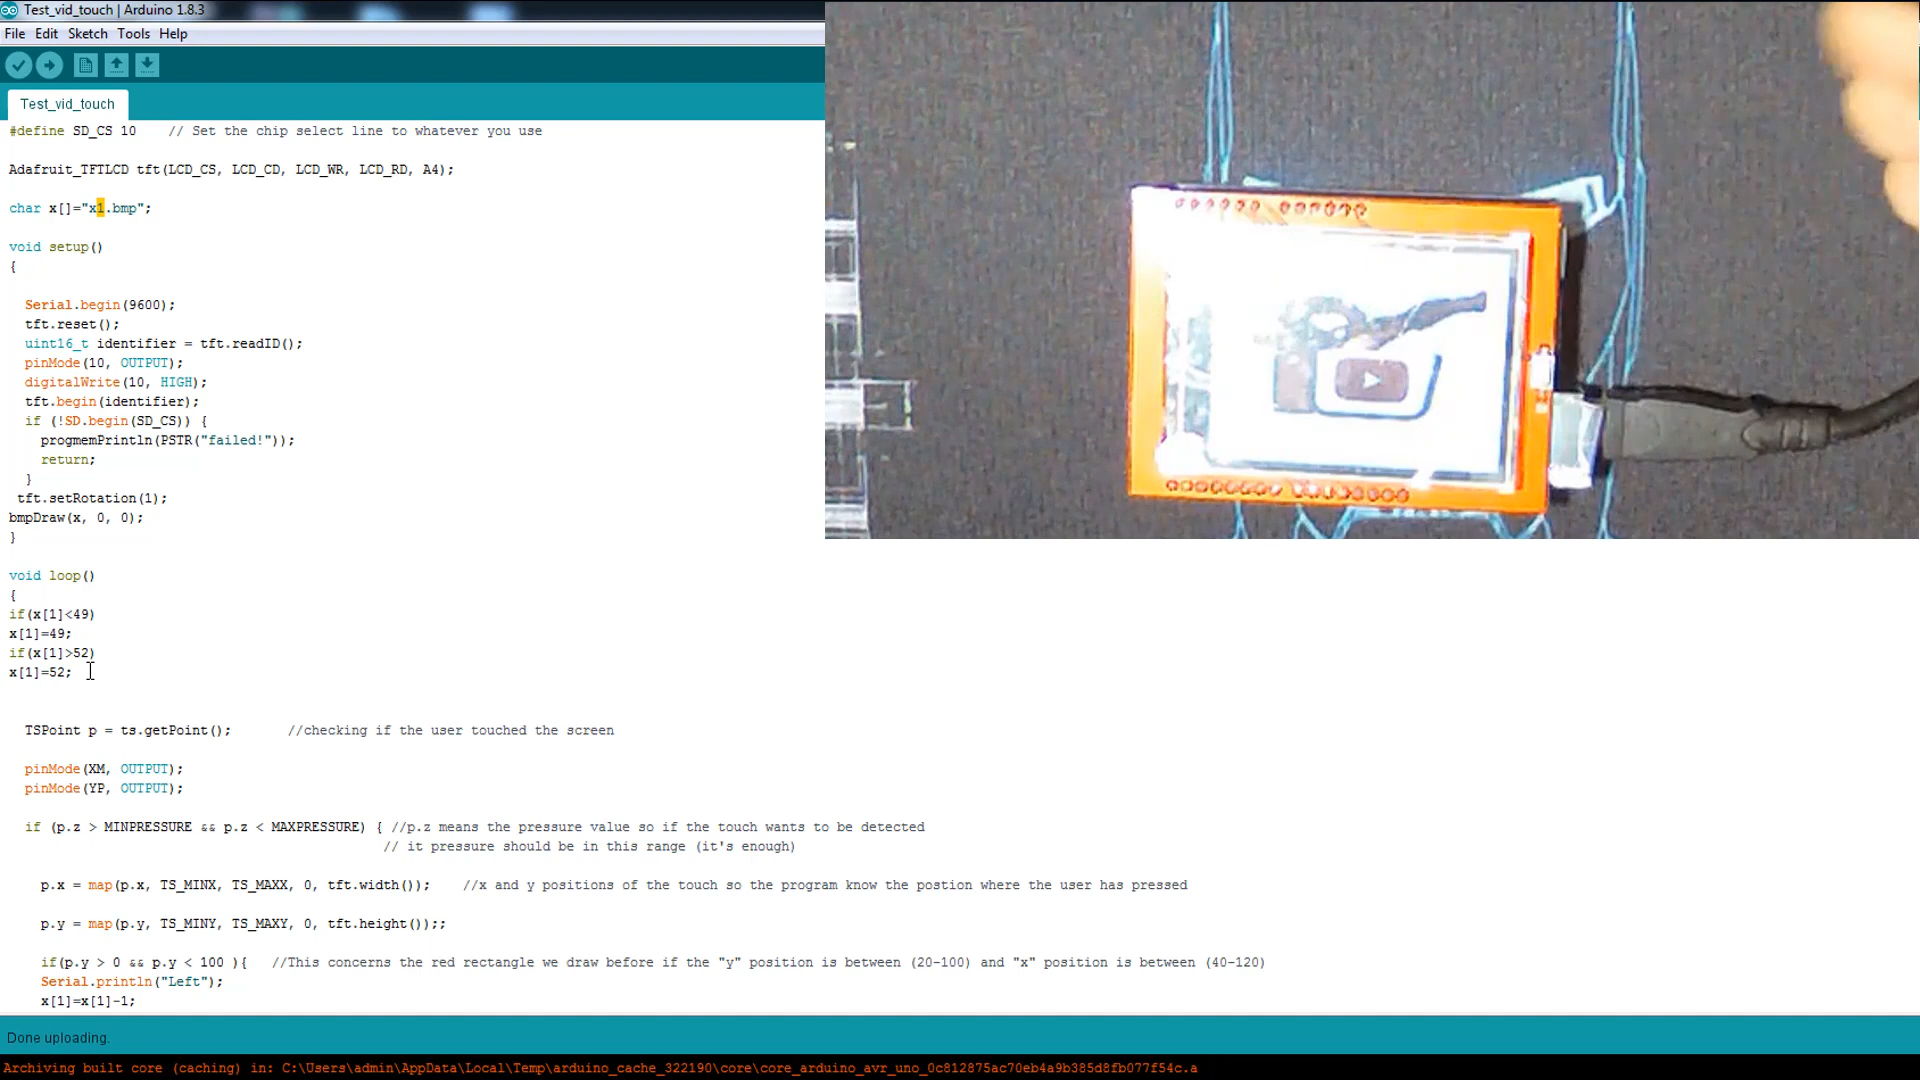 Test_vid_touch | Arduino 1.8.3
File Edit Sketch Tools Help
Test_vid_touch
#define SD_CS 10    // Set the chip select line to whatever you use
Adafruit_TFTLCD tft(LCD_CS, LCD_CD, LCD_WR, LCD_RD, A4);
char x[]="x1.bmp";
void setup()
{
Serial.begin(9600);
tft.reset();
uint16_t identifier = tft.readID();
pinMode(10, OUTPUT);
digitalWrite(10, HIGH);
tft.begin(identifier);
if (!SD.begin(SD_CS)) {
progmemPrintln(PSTR("failed!"));
return;
}
tft.setRotation(1);
bmpDraw(x, 0, 0);
}
void loop()
{
if(x[1]<49)
x[1]=49;
if(x[1]>52)
x[1]=52;
TSPoint p = ts.getPoint();       //checking if the user touched the screen
pinMode(XM, OUTPUT);
pinMode(YP, OUTPUT);
if (p.z > MINPRESSURE && p.z < MAXPRESSURE) { //p.z means the pressure value so if the touch wants to be detected
// it pressure should be in this range (it's enough)
p.x = map(p.x, TS_MINX, TS_MAXX, 0, tft.width());    //x and y positions of the touch so the program know the postion where the user has pressed
p.y = map(p.y, TS_MINY, TS_MAXY, 0, tft.height());;
if(p.y > 0 && p.y < 100 ){   //This concerns the red rectangle we draw before if the "y" position is between (20-100) and "x" position is between (40-120)
Serial.println("Left");
x[1]=x[1]-1;
Done uploading.
Archiving built core (caching) in: C:\Users\admin\AppData\Local\Temp\arduino_cache_322190\core\core_arduino_avr_uno_0c812875ac70eb4a9b385d8fb077f54c.a